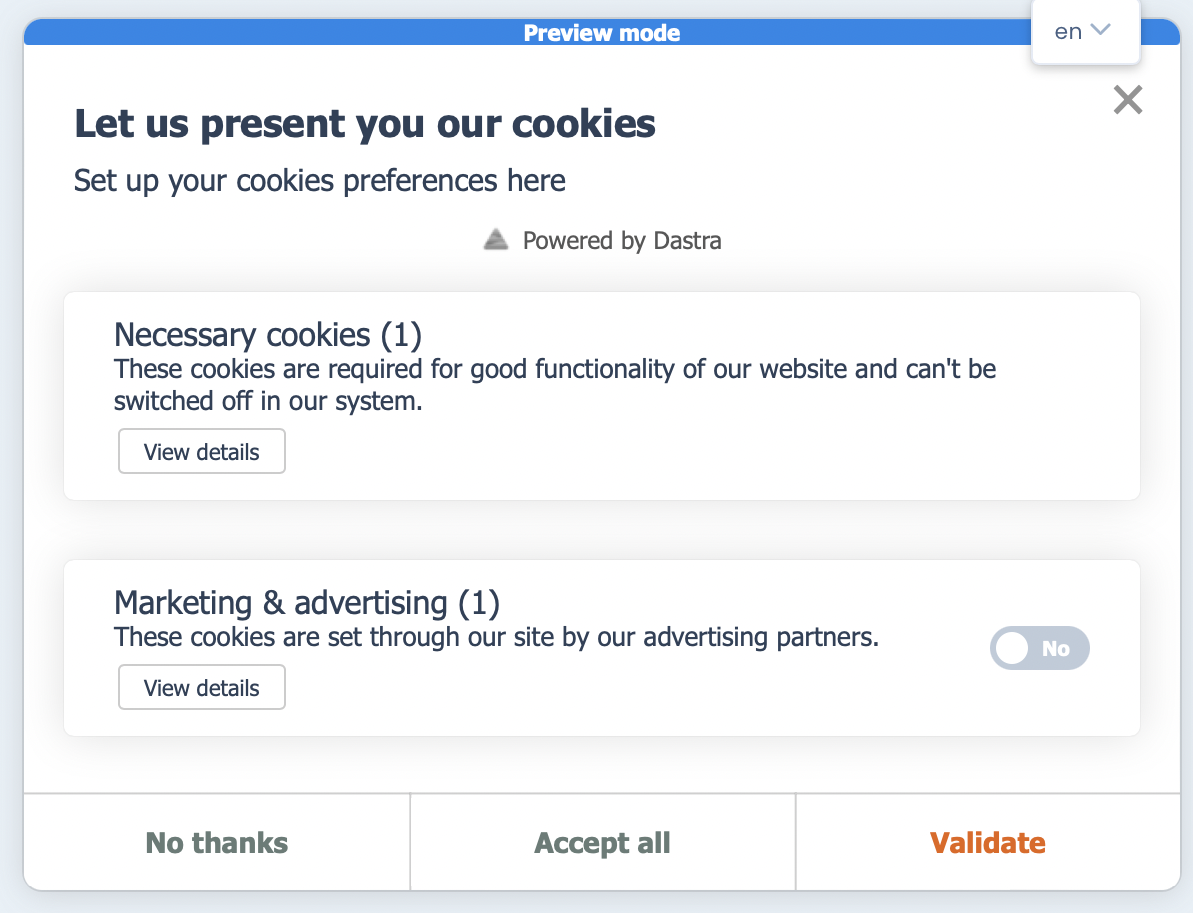 Preview mode
en
Let us present you our cookies
Set up your cookies preferences here
Powered by Dastra
Necessary cookies (1)
These cookies are required for good functionality of our website and can't be
switched off in our system.
View details
Marketing & advertising (1)
These cookies are set through our site by our advertising partners.
No
View details
No thanks
Accept all
Validate